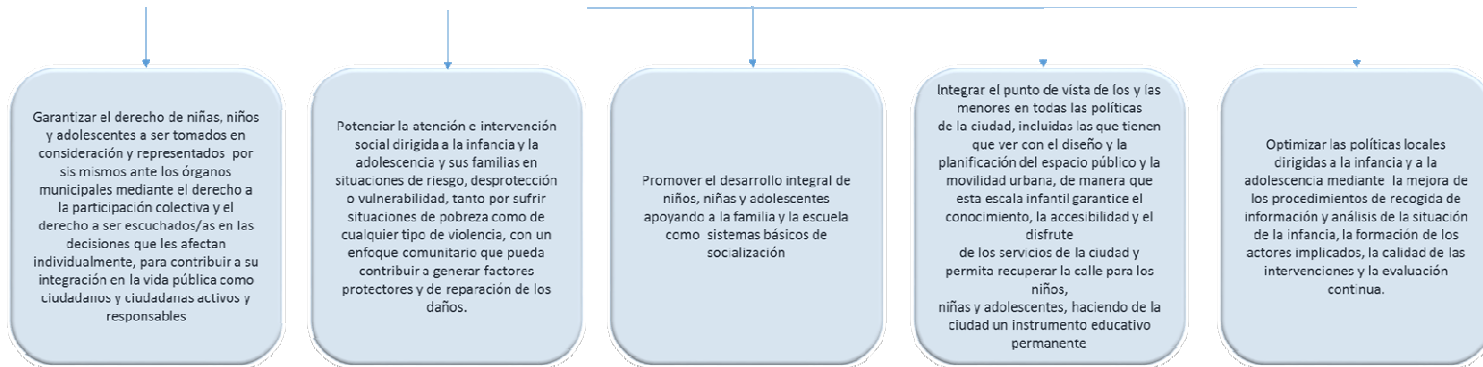 Garantizar el derecho de niñas, niños
y adolescentes a ser tomados en
consideración y representados por
sis mismos ante los órganos
municipales mediante el derecho a
la participación colectiva y el
derecho a ser escuchados/as en las
decisiones que les afectan
individualmente, para contribuir a su
integración en la vida pública como
ciudadanos y ciudadanas activos y
responsables
Potenciar la atención e intervención
social dirigida a la infancia y la
adolescencia y sus familias en
situaciones de riesgo, desprotección
o vulnerabilidad, tanto por sufrir
situaciones de pobreza como de
cualquier tipo de violencia, con un
enfoque comunitario que pueda
contribuir a generar factores
protectores y de reparación de los
daños.
Promover el desarrollo integral de
niños, niñas y adolescentes
apoyando a la familia y la escuela
como sistemas básicos de
socialización
Integrar el punto de vista de los y las
menores en todas las políticas
de la ciudad, incluidas las que tienen
que ver con el diseño y la
planificación del espacio público y la
movilidad urbana, de manera que
esta escala infantil garantice el
conocimiento, la accesibilidad y el
disfrute
de los servicios de la ciudad y
permita recuperar la calle para los
niños,
niñas y adolescentes, haciendo de la
ciudad un instrumento educativo
permanente
Optimizar las políticas locales
dirigidas a la infancia y a la
adolescencia mediante la mejora de
los procedimientos de recogida de
información y análisis de la situación
de la infancia, la formación de los
actores implicados, la calidad de las
intervenciones y la evaluación
continua.